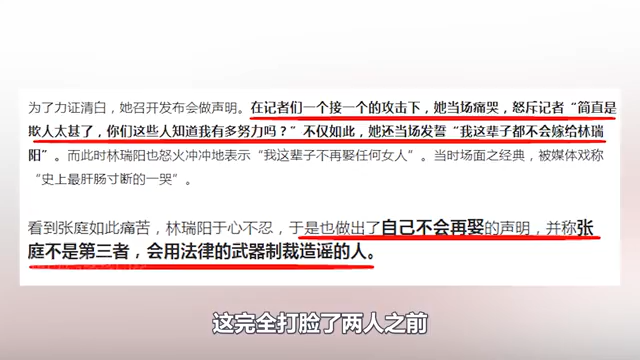 为了力证清白，她召开发布会做声明。在记者们一个接一个的攻击下，她当场痛哭，怒斥记者“简直是
欺人太甚了，你们这些人知道我有多努力吗？”不仅如此，她还当场发誓“我这辈子都不会嫁给林瑞
阳”。而此时林瑞阳也怒火冲冲地表示“我这辈子不再娶任何女人”。当时场面之经典，被媒体戏称
“史上最肝肠寸断的一哭”。
看到张庭如此痛苦，林瑞阳于心不忍，于是也做出了自己不会再娶的声明，并称张
庭不是第三者，会用法律的武器制裁造谣的人。
这完全打脸了两人之前